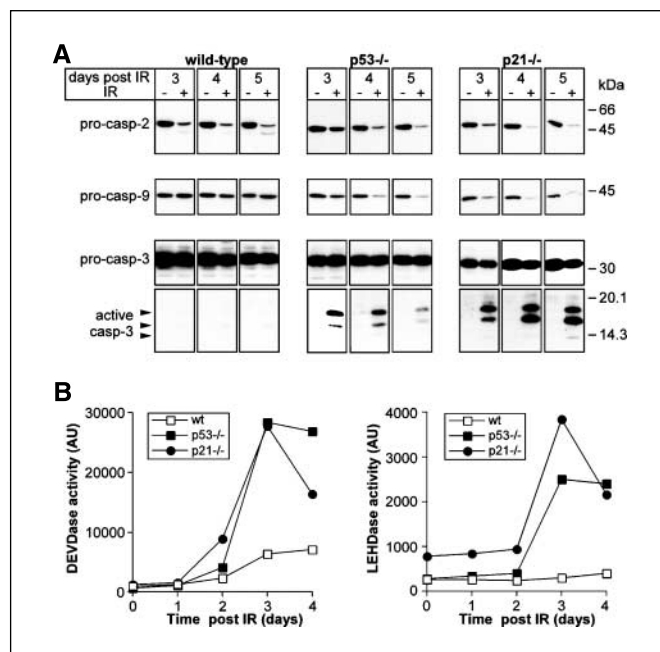 A
wild-type p53-/- p21-/-
days post IR 3 4 5 3 4 5 3 4 5 kDa
IR - + - + - + - + - + - + - + - + - +
pro-casp-2
66
45
pro-casp-9
45
pro-casp-3
30
active
casp-3
20.1
14.3
B
DEVDase activity (AU)
30000
20000
10000
0
wt
p53-/-
p21-/-
0 1 2 3 4
Time post IR (days)
LEHDase activity (AU)
4000
3000
2000
1000
0
wt
p53-/-
p21-/-
0 1 2 3 4
Time post IR (days)